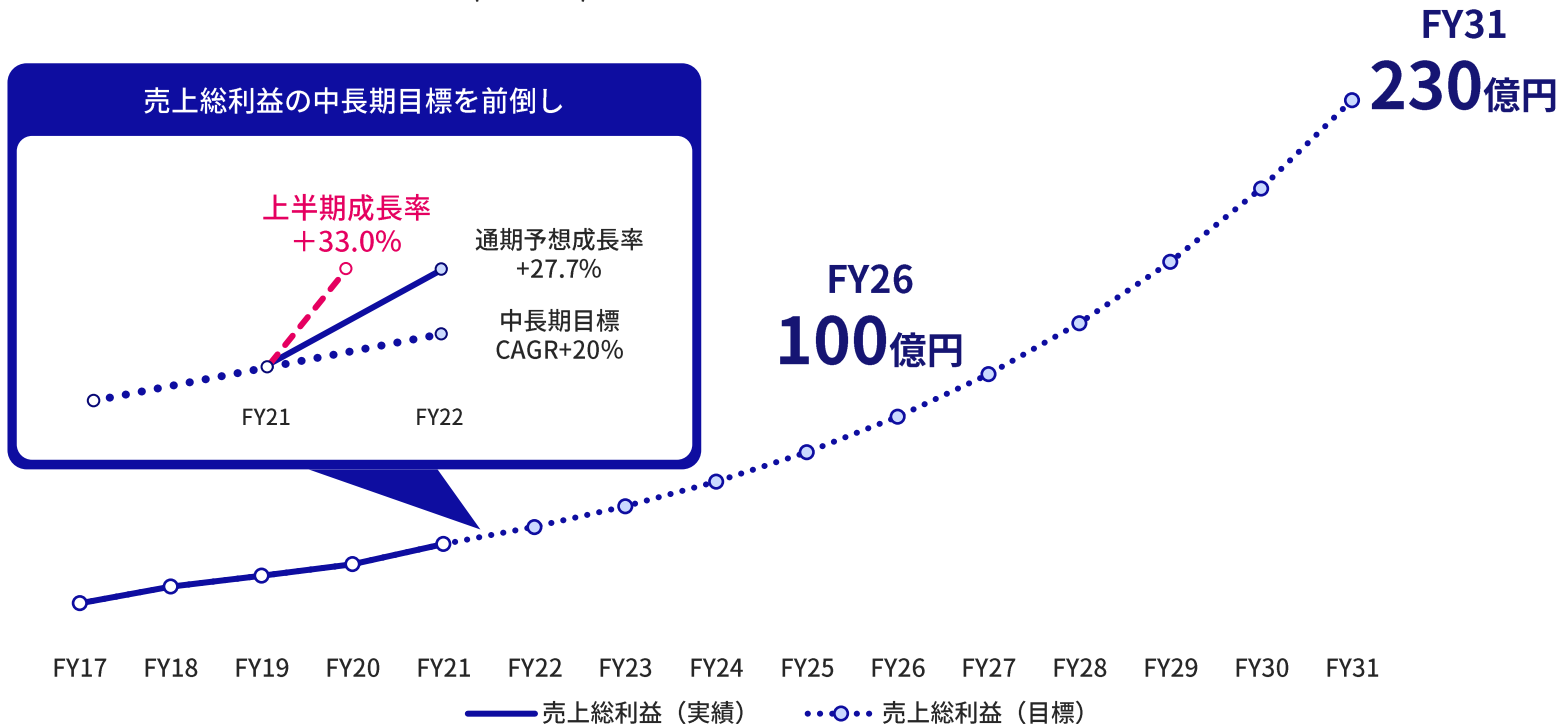 FY31
230億円
売上総利益の中長期目標を前倒し
上半期成長率
+33.0%
通期予想成長率
+27.7%
中長期目標
CAGR+20%
FY21
FY22
FY26
100億円
FY17 FY18 FY19 FY20 FY21 FY22 FY23 FY24 FY25 FY26 FY27 FY28 FY29 FY30 FY31
売上総利益（実績） 売上総利益（目標）